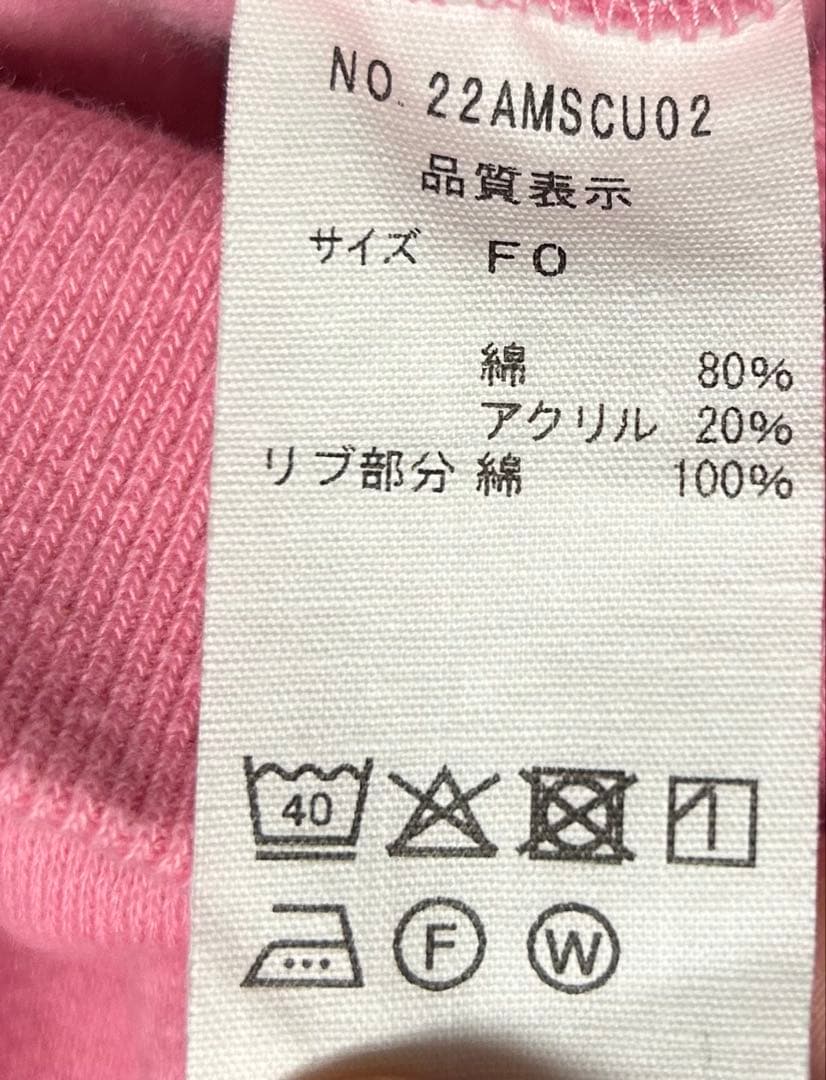 NO. 22AMSCU02
品質表示
サイズ FO
綿 80%
アクリル 20%
リブ部分 綿 100%
40
F W